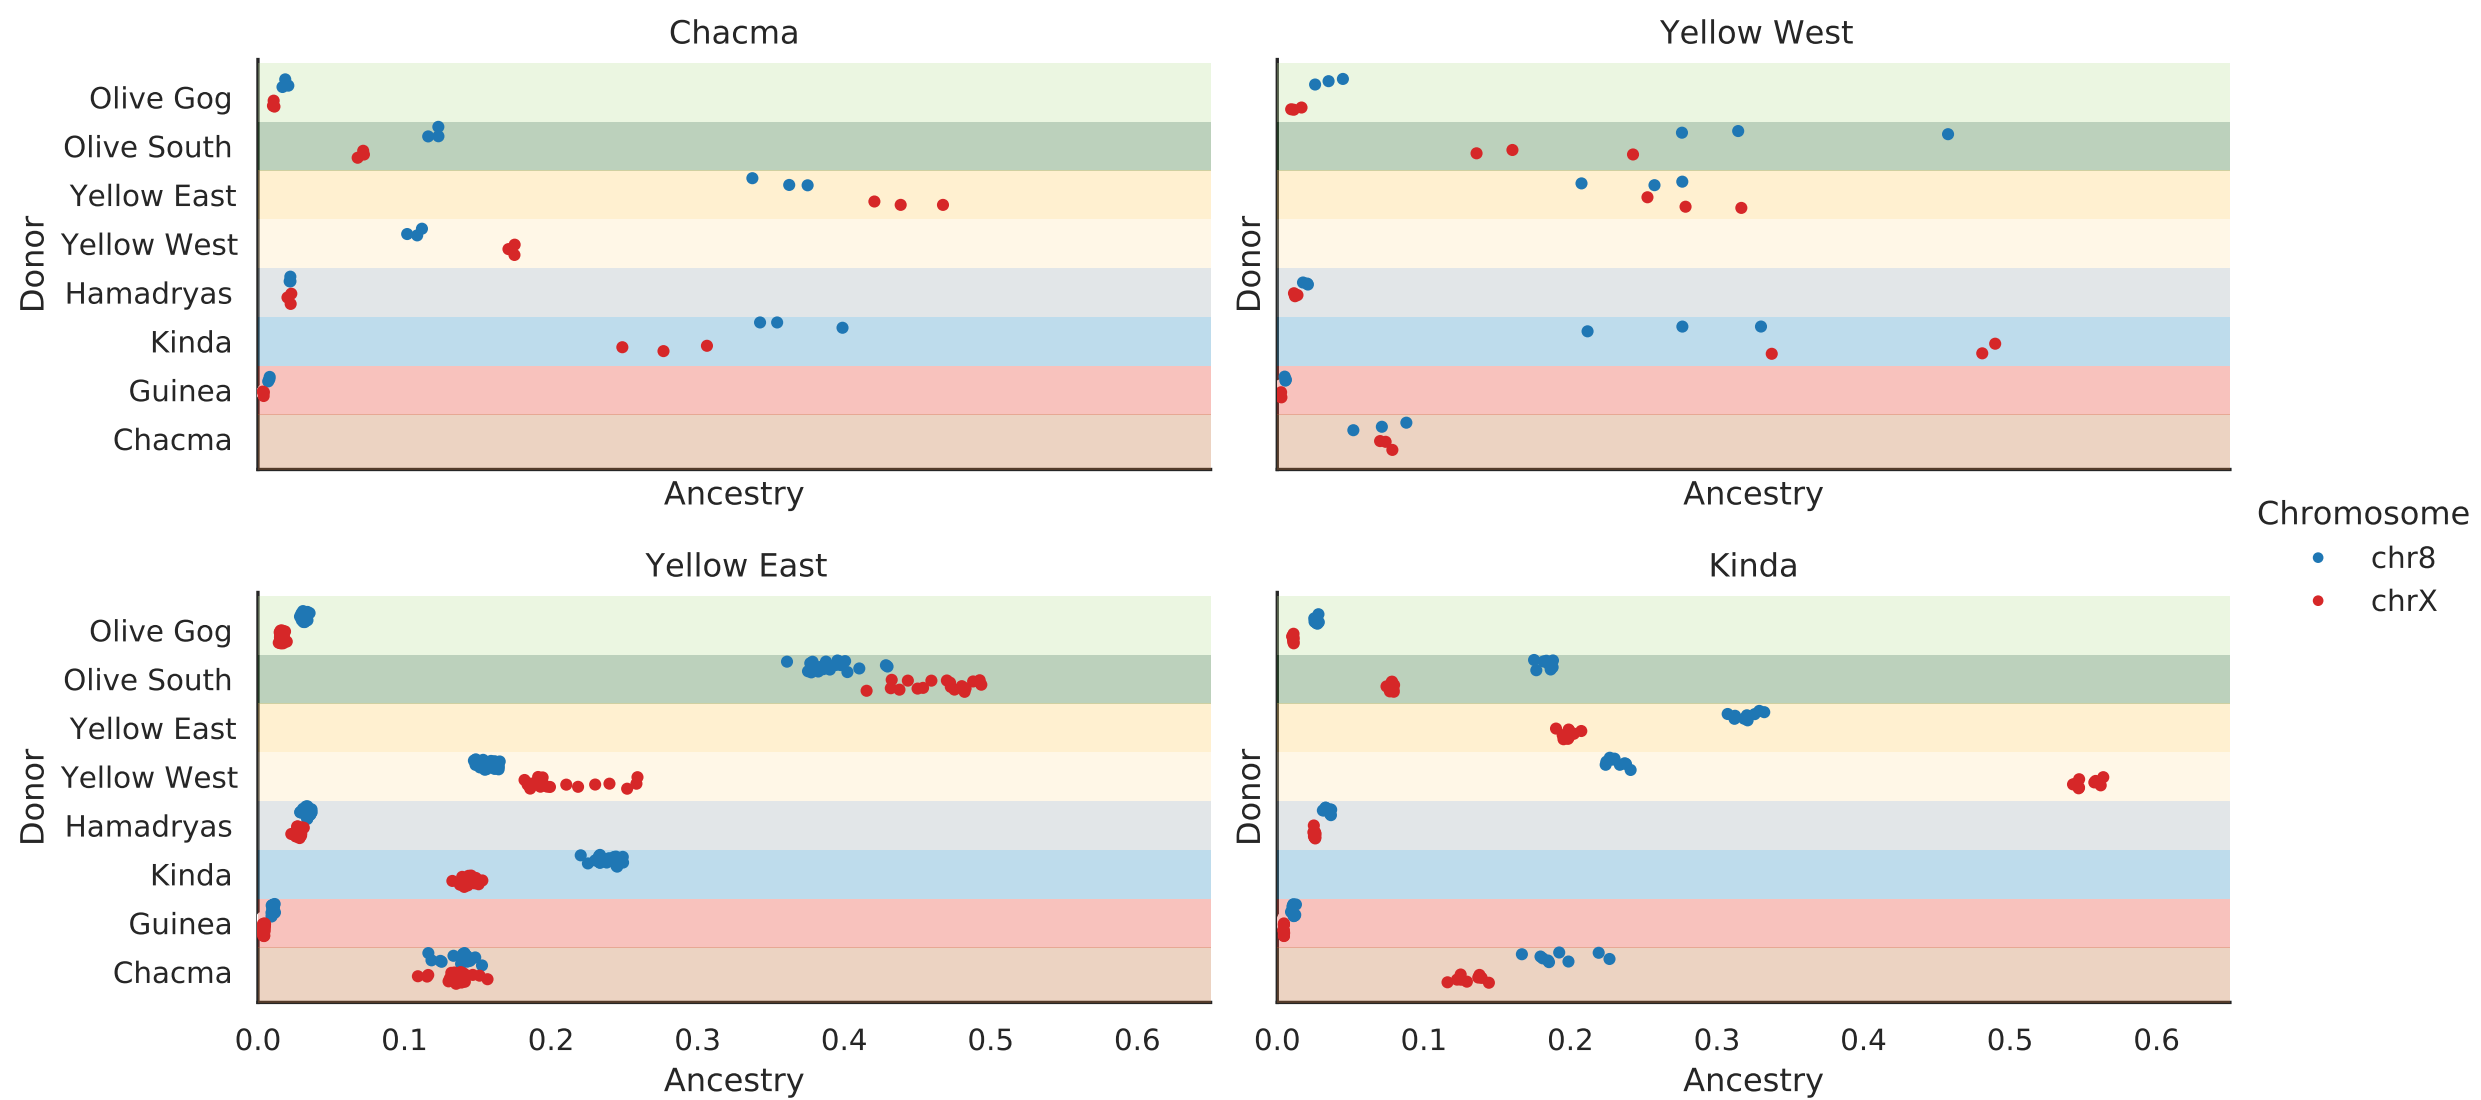 Chacma
Donor
Olive Gog
Olive South
Yellow East
Yellow West
Hamadryas
Kinda
Guinea
Chacma
Ancestry
Yellow West
Donor
Ancestry
Chromosome
chr8
chrX
Yellow East
Donor
Olive Gog
Olive South
Yellow East
Yellow West
Hamadryas
Kinda
Guinea
Chacma
0.0 0.1 0.2 0.3 0.4 0.5 0.6
Ancestry
Kinda
Donor
0.0 0.1 0.2 0.3 0.4 0.5 0.6
Ancestry